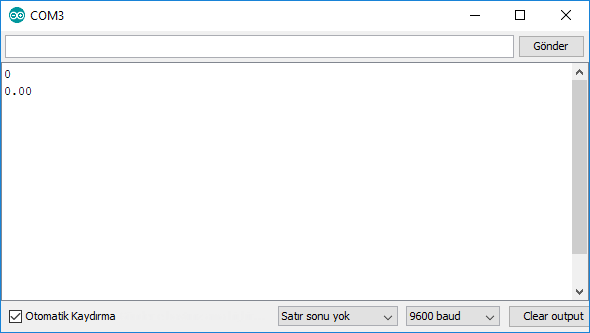 COM3
Gönder
0
0.00
Otomatik Kaydırma
Satır sonu yok
9600 baud
Clear output